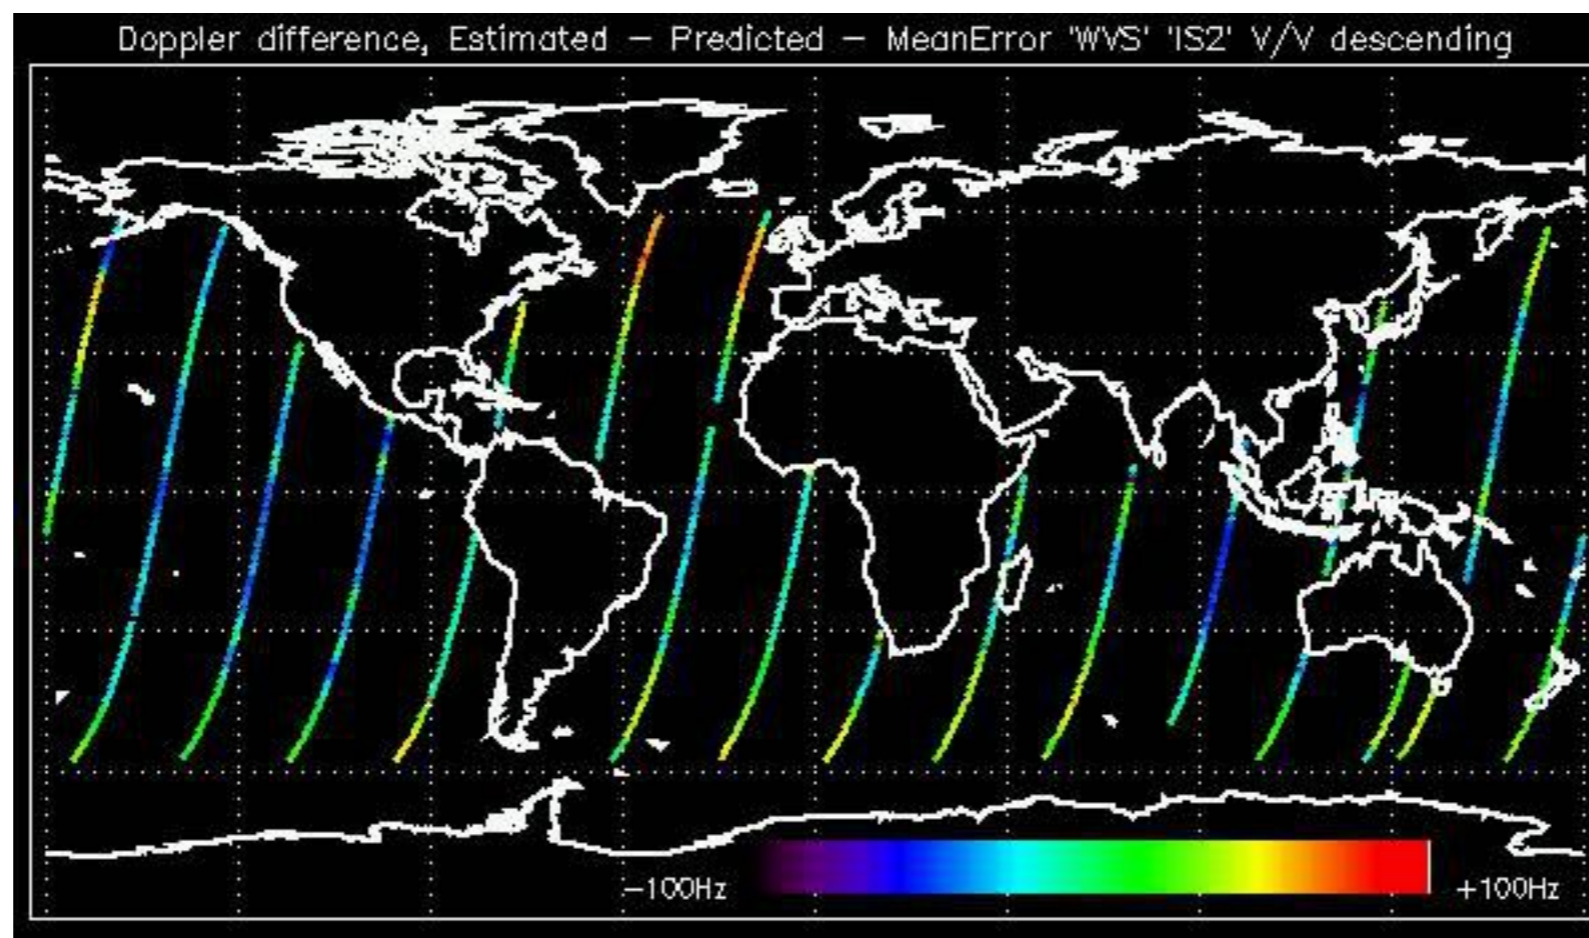 Doppler difference, Estimated – Predicted – MeanError 'WVS' 'IS2' V/V descending
–100Hz +100Hz